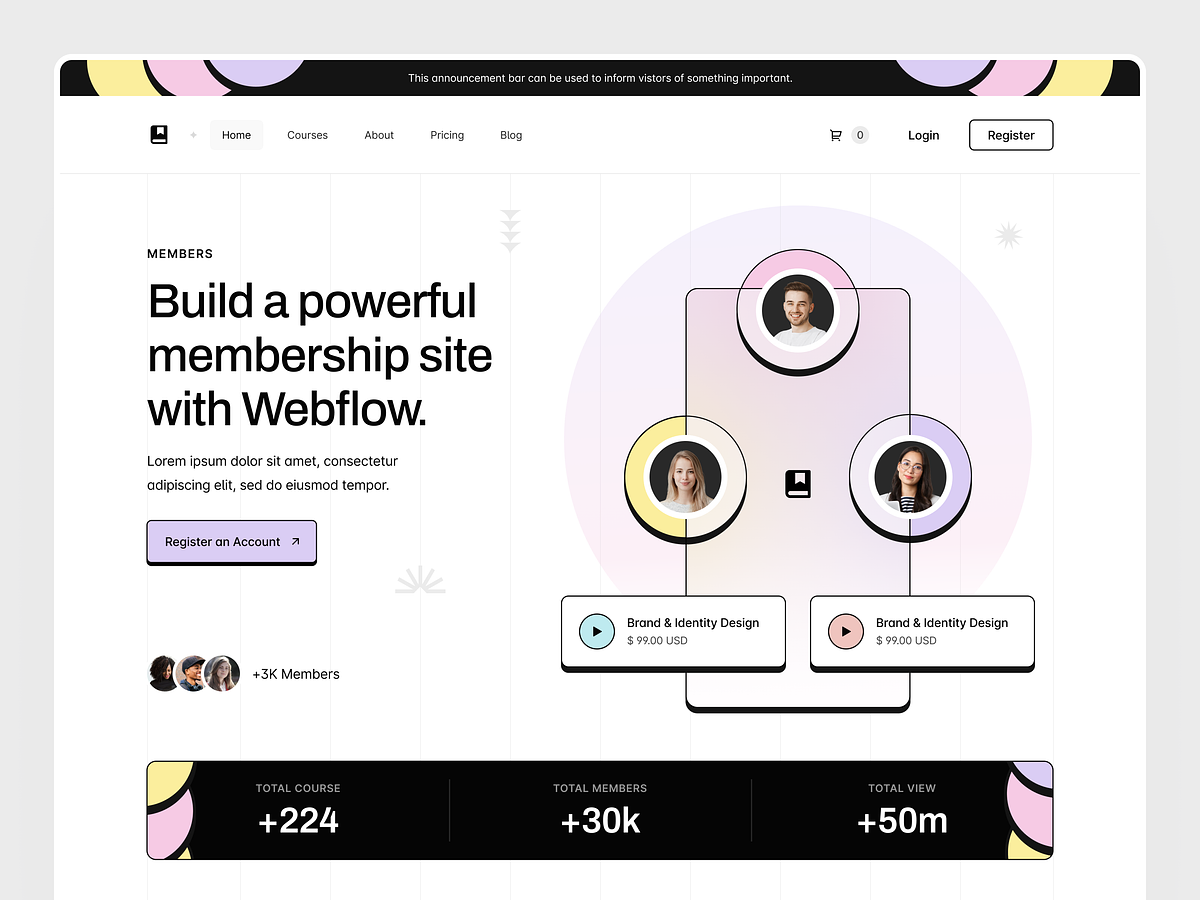 This announcement bar can be used to inform vistors of something important.
Home
Courses
About
Pricing
Blog
0
Login
Register
MEMBERS
Build a powerful
membership site
with Webflow.
Lorem ipsum dolor sit amet, consectetur
adipiscing elit, sed do eiusmod tempor.
Register an Account
+3K Members
Brand & Identity Design
$ 99.00 USD
Brand & Identity Design
$ 99.00 USD
TOTAL COURSE
+224
TOTAL MEMBERS
+30k
TOTAL VIEW
+50m